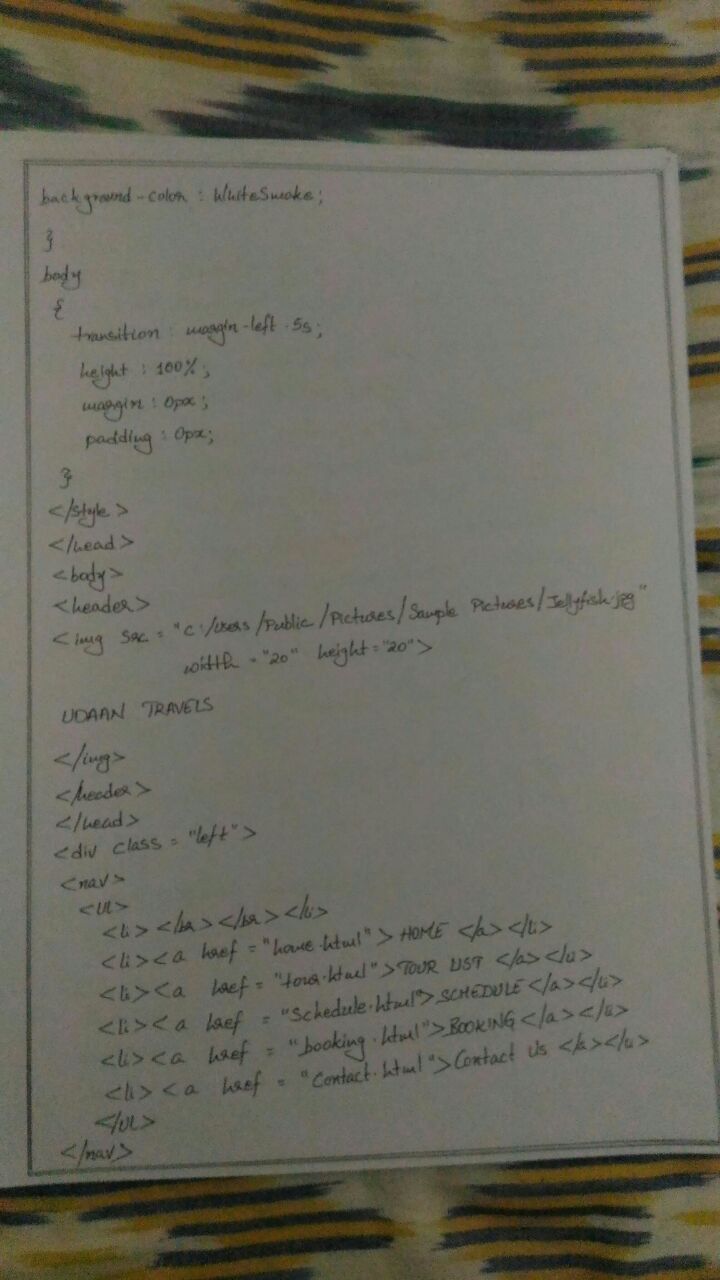 background-color : WhiteSmoke;
}
body
{
transition : margin-left .5s;
height : 100%;
margin : 0px;
padding : 0px;
}
</style>
</head>
<body>
<header>
<img src = "C:/Users/Public/Pictures/Sample Pictures/Jellyfish.jpg"
width = "20" height = "20">
UDAAN TRAVELS
</img>
</header>
</head>
<div class = "left">
<nav>
<ul>
<li> </br> </br> </li>
<li><a href = "home.html"> HOME </a> </li>
<li><a href = "tour.html">TOUR LIST </a></li>
<li><a href = "Schedule.html">SCHEDULE </a></li>
<li><a href = "booking.html">BOOKING </a></li>
<li> <a href = "Contact.html">Contact Us </a></li>
</ul>
</nav>